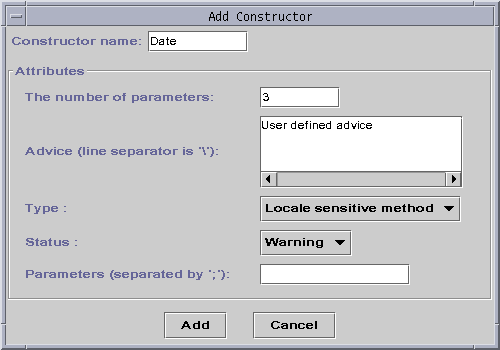 Add Constructor
Constructor name: Date
Attributes
The number of parameters: 3
User defined advice
Advice (line separator is '\'):
Type : Locale sensitive method
Status : Warning
Parameters (separated by ';'):
Add Cancel